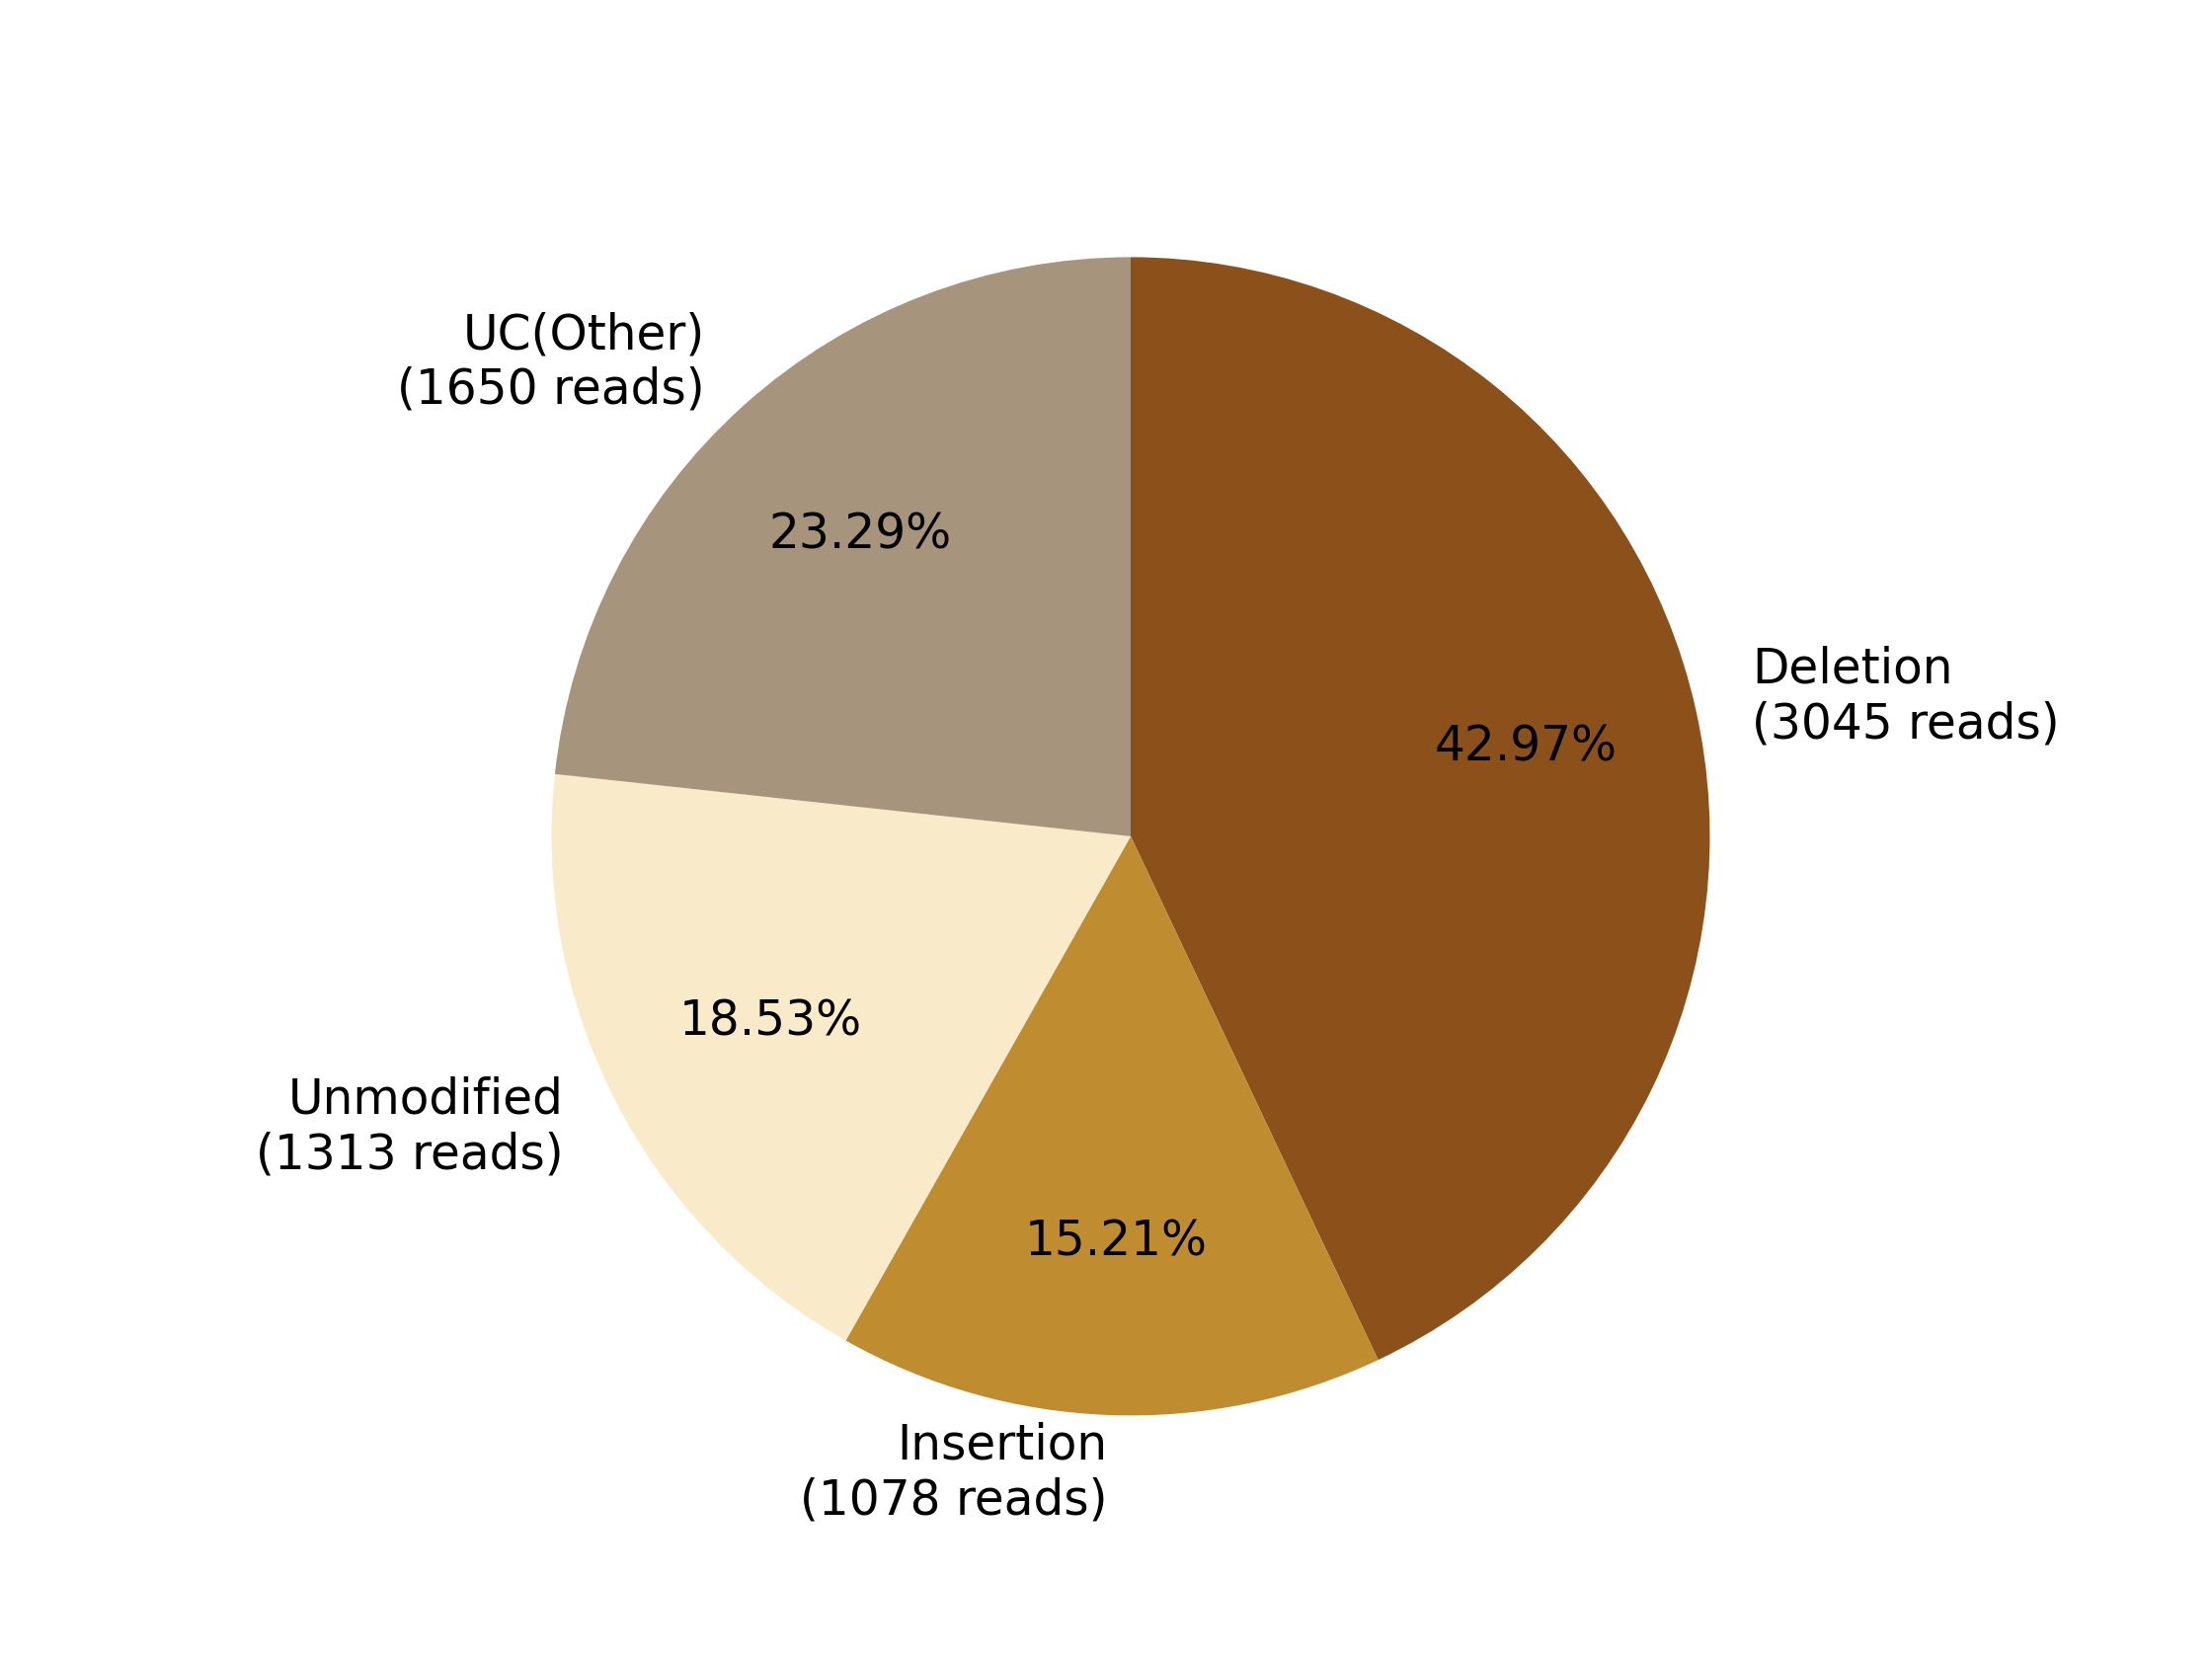 UC(Other)
(1650 reads)
23.29%
Deletion
(3045 reads)
42.97%
18.53%
Unmodified
(1313 reads)
15.21%
Insertion
(1078 reads)